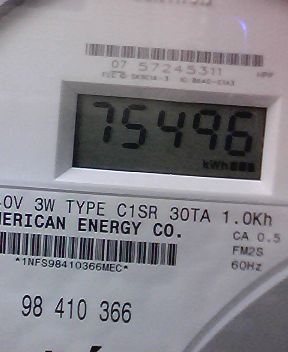 07 57245311
HPP
75496
kWh
3W TYPE C1SR 30TA 1.0Kh
ERICAN ENERGY CO.
CA 0.5
FM2S
60Hz
*1NFS98410366MEC*
98 410 366